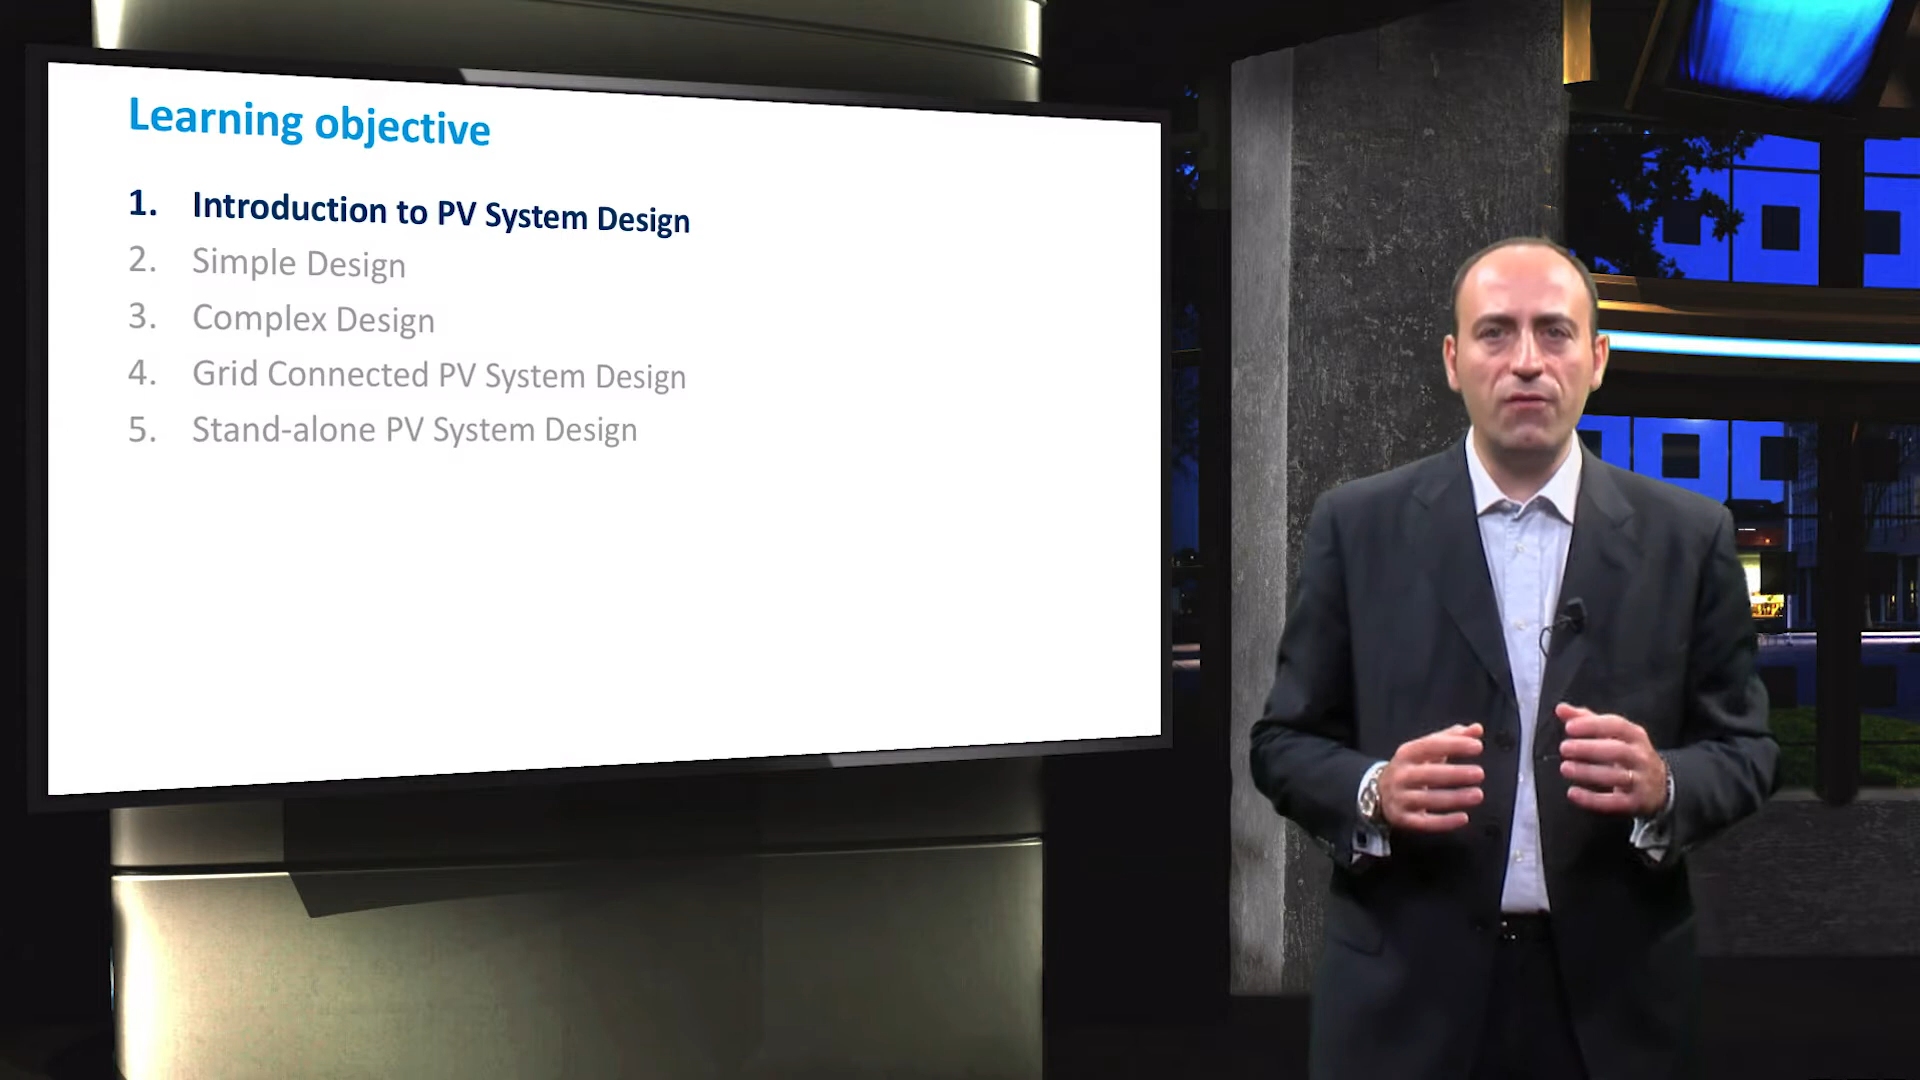 Learning objective
1. Introduction to PV System Design
2. Simple Design
3. Complex Design
4. Grid Connected PV System Design
5. Stand-alone PV System Design